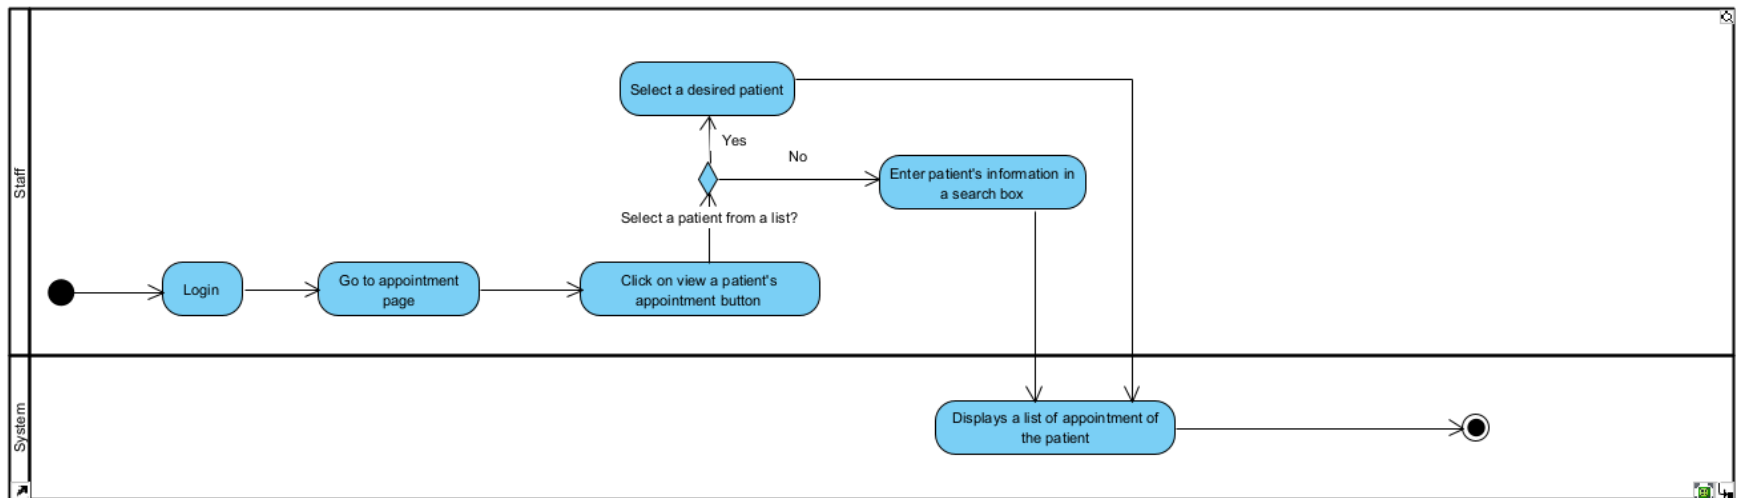 Staff
Select a desired patient
Yes
No
Enter patient's information in
a search box
Select a patient from a list?
Login
Go to appointment
page
Click on view a patient's
appointment button
System
Displays a list of appointment of
the patient